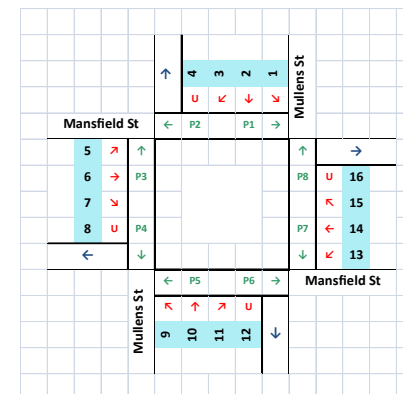 Mullens St
4 3 2 1
U
Mansfield St
P2 P1
5 P3 P8 U 16
6 15
7 P4 P7 14
8 U 13
P5 P6
Mansfield St
Mullens St
U
9 10 11 12